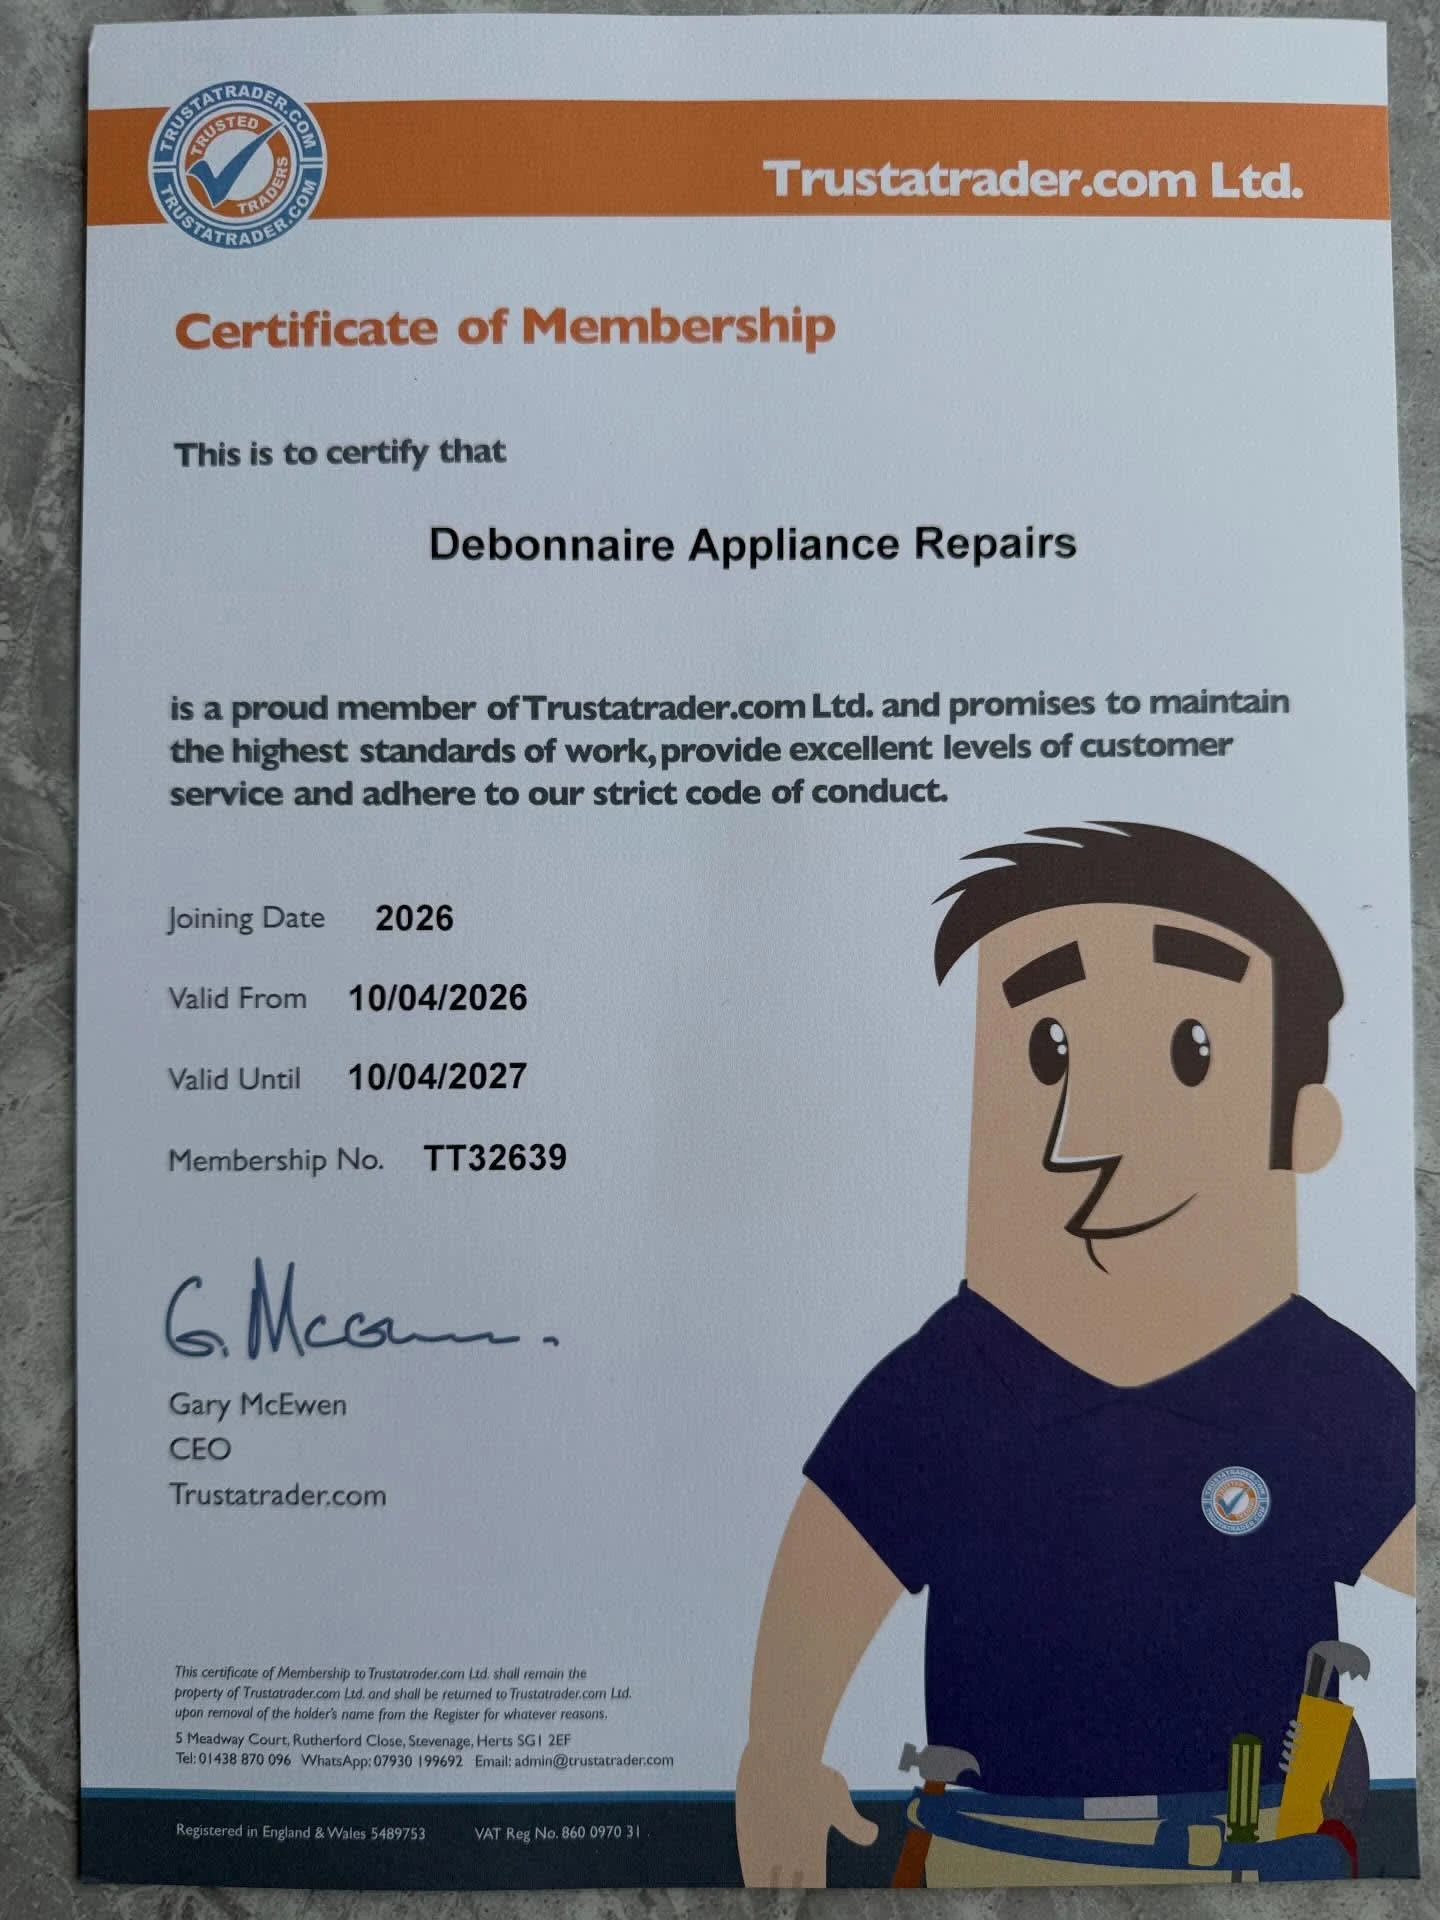 TRUSTATRADER.COM
TRUSTED
TRADERS
TRUSTATRADER.COM
Trustatrader.com Ltd.
Certificate of Membership
This is to certify that
Debonnaire Appliance Repairs
is a proud member of Trustatrader.com Ltd. and promises to maintain
the highest standards of work, provide excellent levels of customer
service and adhere to our strict code of conduct.
Joining Date 2026
Valid From 10/04/2026
Valid Until 10/04/2027
Membership No. TT32639
Gary McEwen
CEO
Trustatrader.com
This certificate of Membership to Trustatrader.com Ltd. shall remain the
property of Trustatrader.com Ltd. and shall be returned to Trustatrader.com Ltd.
upon removal of the holder's name from the Register for whatever reasons.
5 Meadway Court, Rutherford Close, Stevenage, Herts SG1 2EF
Tel: 01438 870 096 WhatsApp: 07930 199692 Email: admin@trustatrader.com
Registered in England & Wales 5489753 VAT Reg No. 860 0970 31